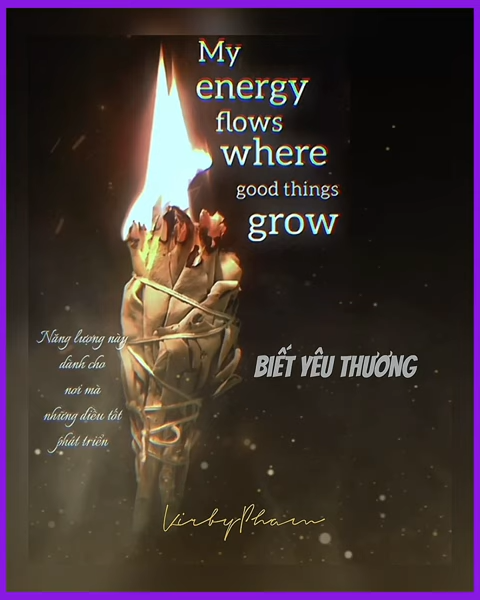 My
energy
flows
where
good things
grow
Năng lượng này
dành cho
nơi mà
những điều tốt
phát triển
BIẾT YÊU THƯƠNG
KirbyPham